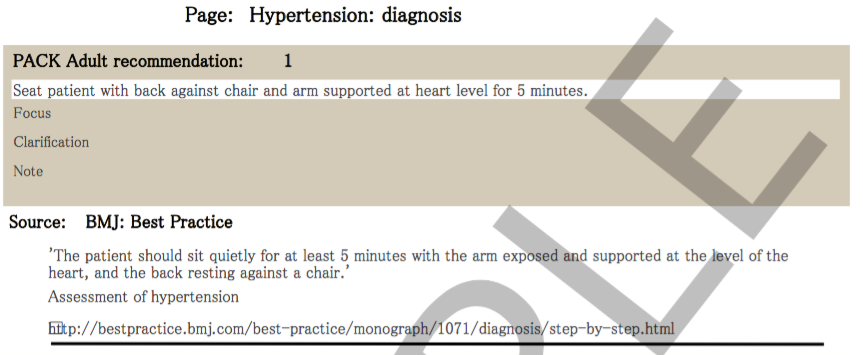 Page: Hypertension: diagnosis
PACK Adult recommendation: 1
Seat patient with back against chair and arm supported at heart level for 5 minutes.
Focus
Clarification
Note
Source: BMJ: Best Practice
'The patient should sit quietly for at least 5 minutes with the arm exposed and supported at the level of the
heart, and the back resting against a chair.'
Assessment of hypertension
http://bestpractice.bmj.com/best-practice/monograph/1071/diagnosis/step-by-step.html
PLE